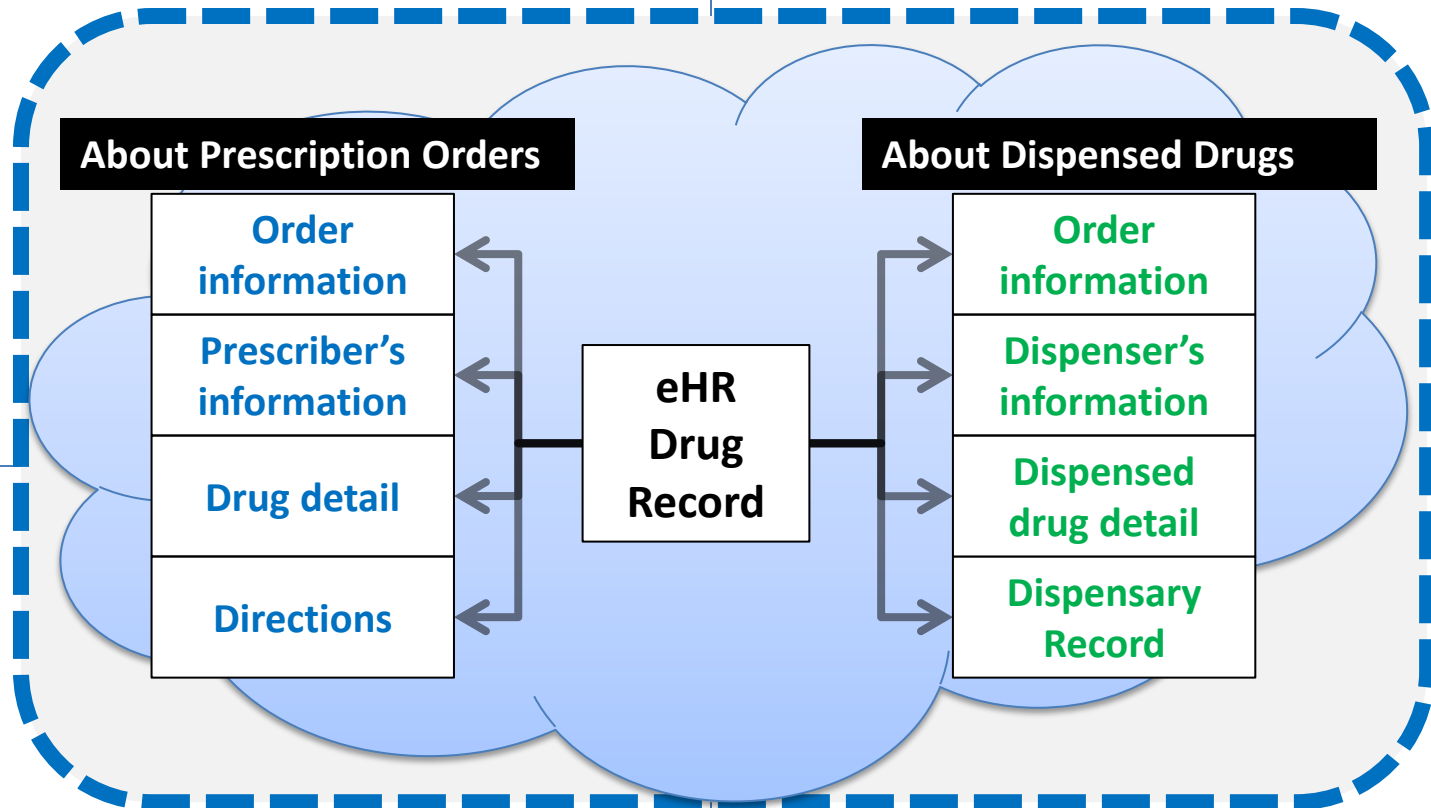 About Prescription Orders
Order
information
Prescriber’s
information
Drug detail
Directions
eHR
Drug
Record
About Dispensed Drugs
Order
information
Dispenser’s
information
Dispensed
drug detail
Dispensary
Record